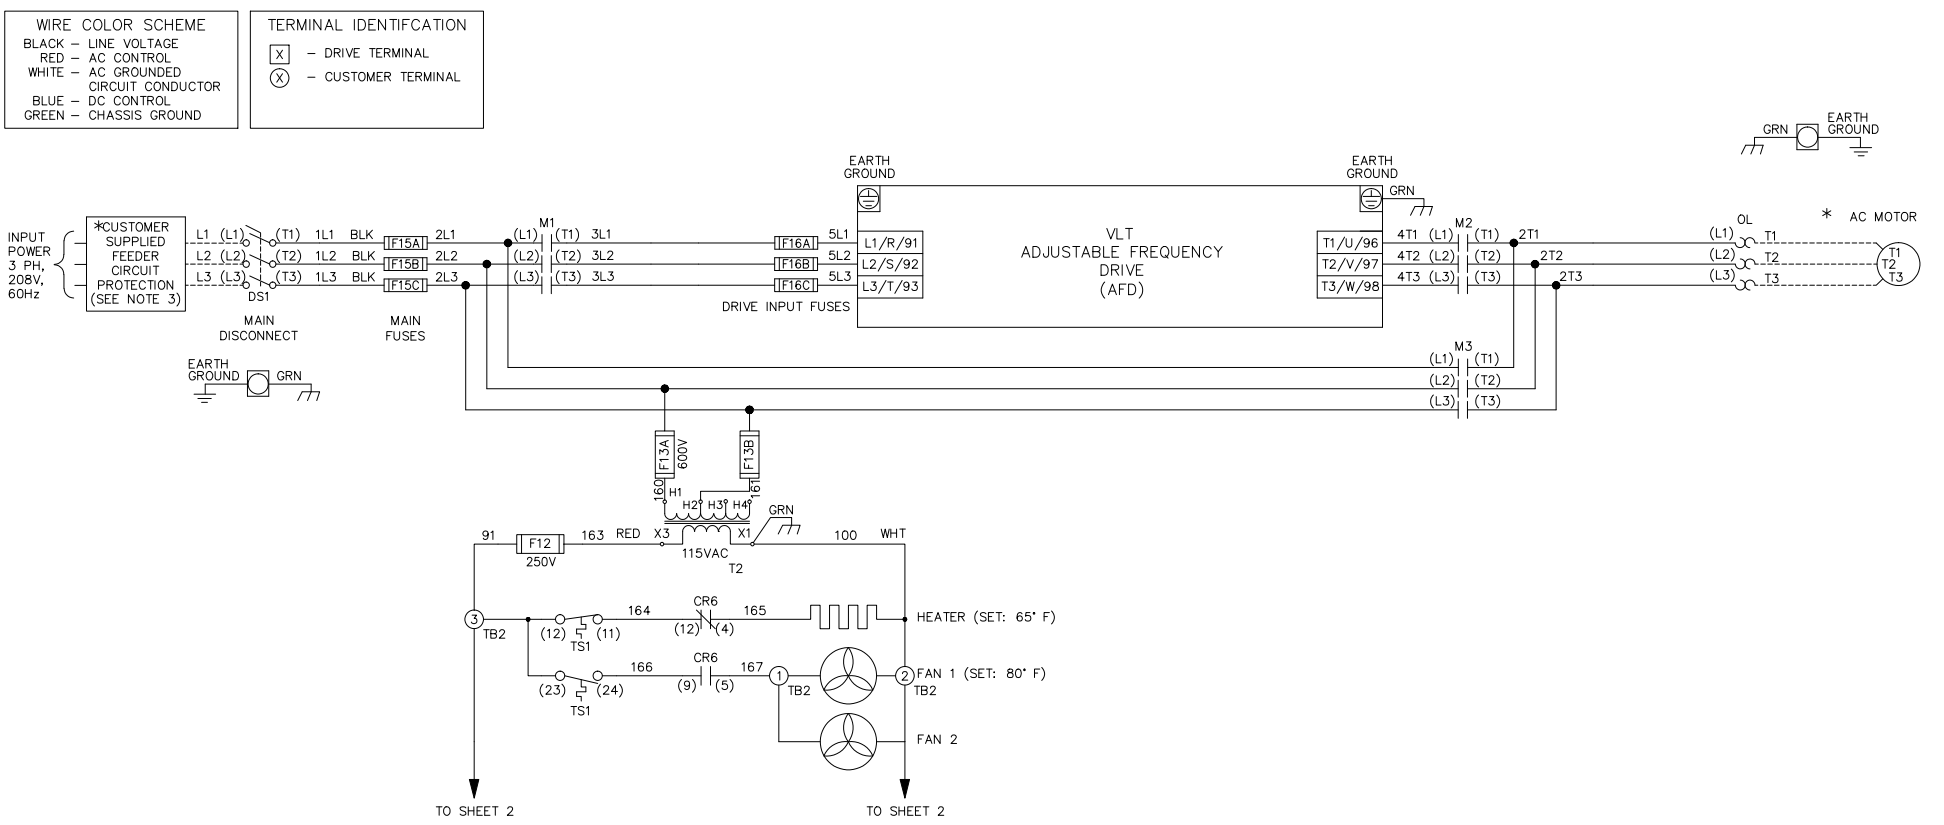 WIRE COLOR SCHEME
BLACK – LINE VOLTAGE
RED – AC CONTROL
WHITE – AC GROUNDED
CIRCUIT CONDUCTOR
BLUE – DC CONTROL
GREEN – CHASSIS GROUND
TERMINAL IDENTIFCATION
X – DRIVE TERMINAL
X – CUSTOMER TERMINAL
GRN
EARTH
GROUND
EARTH
GROUND
EARTH
GROUND
GRN
INPUT
POWER
3 PH,
208V,
60Hz
*CUSTOMER
SUPPLIED
FEEDER
CIRCUIT
PROTECTION
(SEE NOTE 3)
L1 (L1) (T1) 1L1 BLK F15A 2L1 (L1) M1 (T1) 3L1 F16A 5L1 L1/R/91
L2 (L2) (T2) 1L2 BLK F15B 2L2 (L2) (T2) 3L2 F16B 5L2 L2/S/92
L3 (L3) (T3) 1L3 BLK F15C 2L3 (L3) (T3) 3L3 F16C 5L3 L3/T/93
DS1
MAIN
DISCONNECT
MAIN
FUSES
DRIVE INPUT FUSES
VLT
ADJUSTABLE FREQUENCY
DRIVE
(AFD)
T1/U/96 4T1 (L1) M2 (T1) 2T1 (L1) OL T1
T2/V/97 4T2 (L2) (T2) 2T2 (L2) T2
T3/W/98 4T3 (L3) (T3) 2T3 (L3) T3
* AC MOTOR
T1
T2
T3
EARTH
GROUND
GRN
M3
(L1) (T1)
(L2) (T2)
(L3) (T3)
F13A
600V
F13B
160
161
H1
H2 H3 H4
GRN
91 F12 163 RED X3 X1 100 WHT
250V
115VAC
T2
3
TB2
(12) (11)
TS1
164
CR6
(12) (4)
165
HEATER (SET: 65° F)
(23) (24)
TS1
166
CR6
(9) (5)
167
1
TB2
2
TB2
FAN 1 (SET: 80° F)
FAN 2
TO SHEET 2
TO SHEET 2